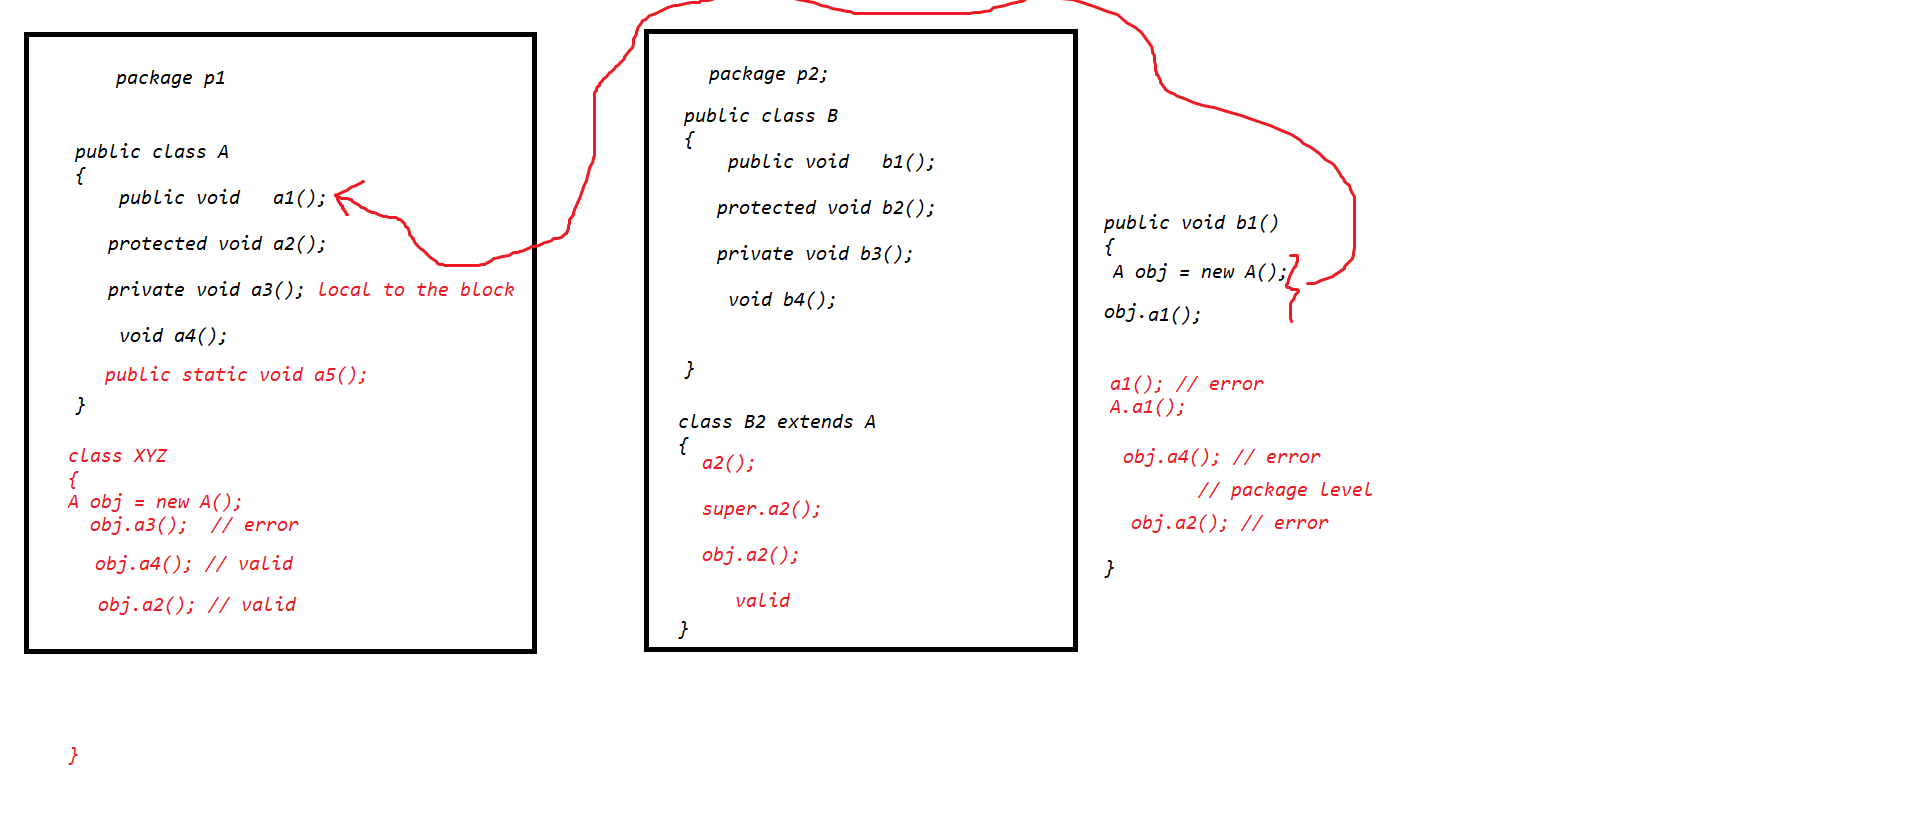 package p1
public class A
{
public void a1();
protected void a2();
private void a3(); local to the block
void a4();
public static void a5();
}
class XYZ
{
A obj = new A();
obj.a3(); // error
obj.a4(); // valid
obj.a2(); // valid
}
package p2;
public class B
{
public void b1();
protected void b2();
private void b3();
void b4();
}
class B2 extends A
{
a2();
super.a2();
obj.a2();
valid
}
public void b1()
{
A obj = new A();
obj.a1();
a1(); // error
A.a1();
obj.a4(); // error
// package level
obj.a2(); // error
}